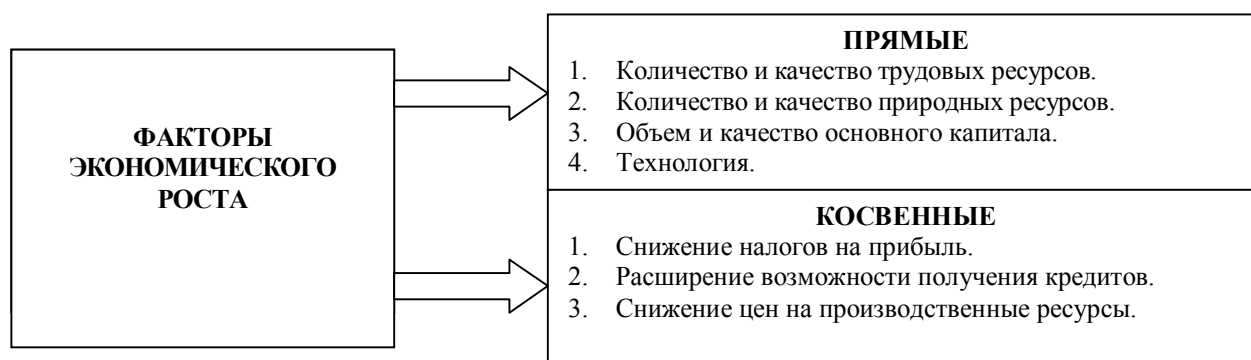 ФАКТОРЫ
ЭКОНОМИЧЕСКОГО
РОСТА
ПРЯМЫЕ
1. Количество и качество трудовых ресурсов.
2. Количество и качество природных ресурсов.
3. Объем и качество основного капитала.
4. Технология.
КОСВЕННЫЕ
1. Снижение налогов на прибыль.
2. Расширение возможности получения кредитов.
3. Снижение цен на производственные ресурсы.